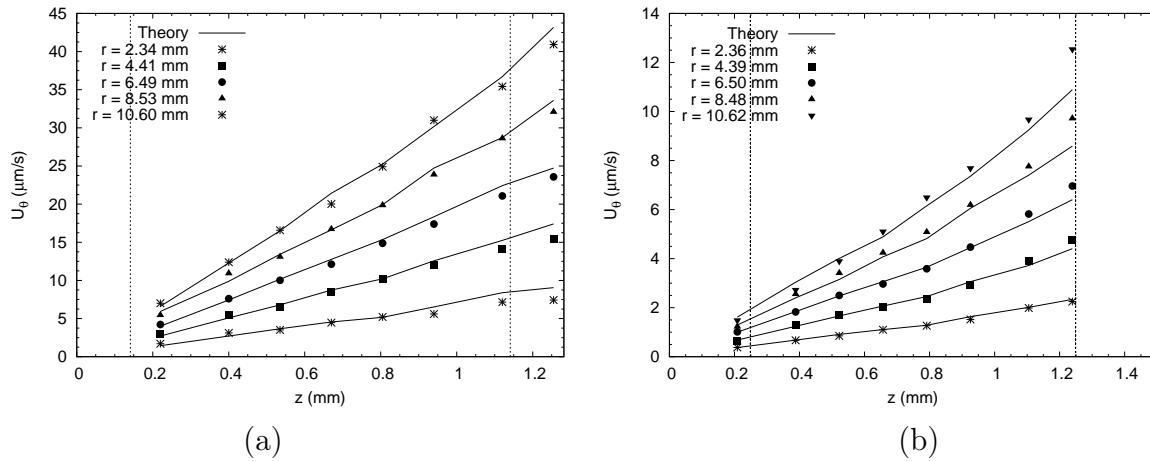 45
40
35
30
25
20
15
10
5
0
U_θ (μm/s)
Theory
r = 2.34 mm
r = 4.41 mm
r = 6.49 mm
r = 8.53 mm
r = 10.60 mm
0 0.2 0.4 0.6 0.8 1 1.2
z (mm)
(a)
14
12
10
8
6
4
2
0
U_θ (μm/s)
Theory
r = 2.36 mm
r = 4.39 mm
r = 6.50 mm
r = 8.48 mm
r = 10.62 mm
0 0.2 0.4 0.6 0.8 1 1.2 1.4
z (mm)
(b)